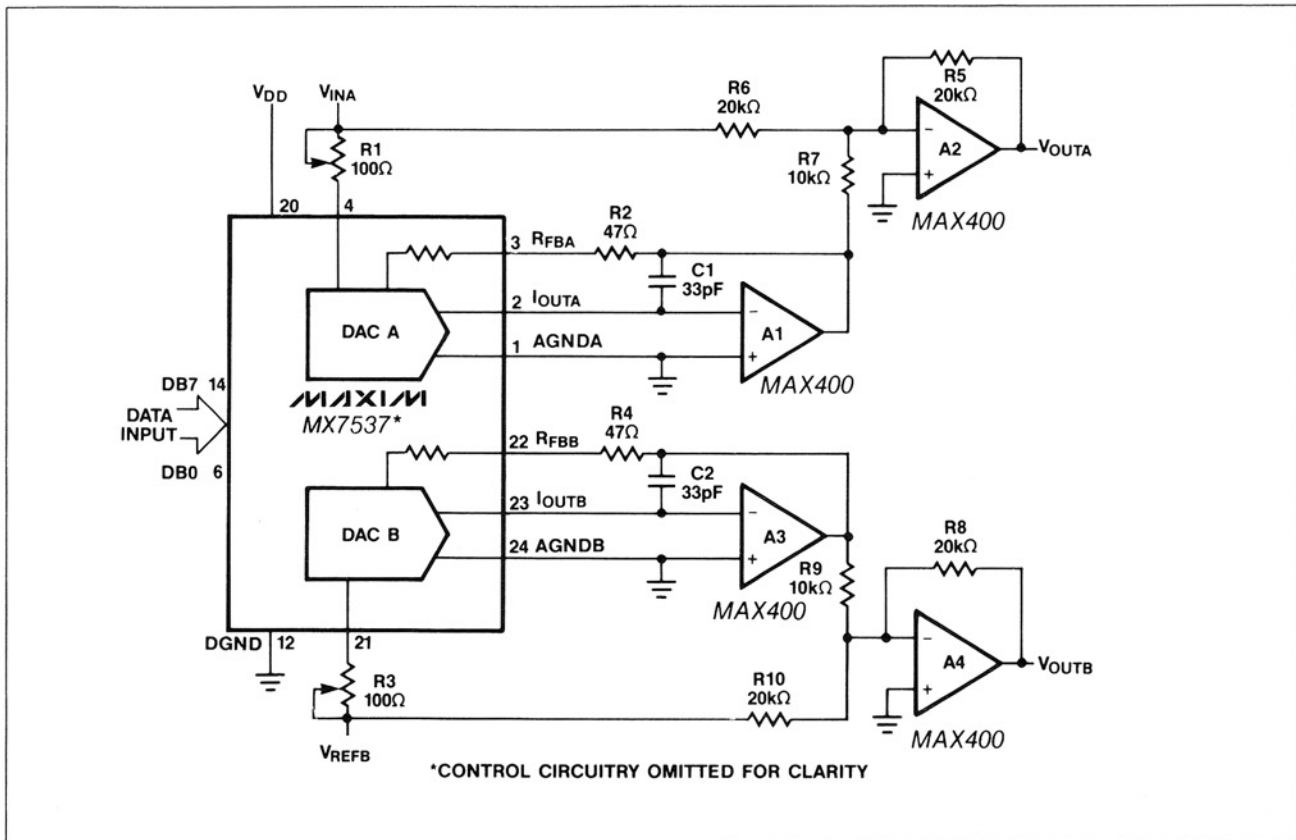 VDD
VINA
R1
100Ω
20
4
R6
20kΩ
R5
20kΩ
A2
VOUTA
MAX400
R7
10kΩ
3 RFBA
R2
47Ω
C1
33pF
2 IOUTA
1 AGNDA
DAC A
A1
MAX400
MAXIM
MX7537*
DB7 14
DATA
INPUT
DB0 6
22 RFBB
R4
47Ω
C2
33pF
23 IOUTB
24 AGNDB
DAC B
A3
MAX400
R9
10kΩ
R8
20kΩ
A4
VOUTB
MAX400
DGND
12
21
R3
100Ω
VREFB
R10
20kΩ
*CONTROL CIRCUITRY OMITTED FOR CLARITY
- + - + - + - +